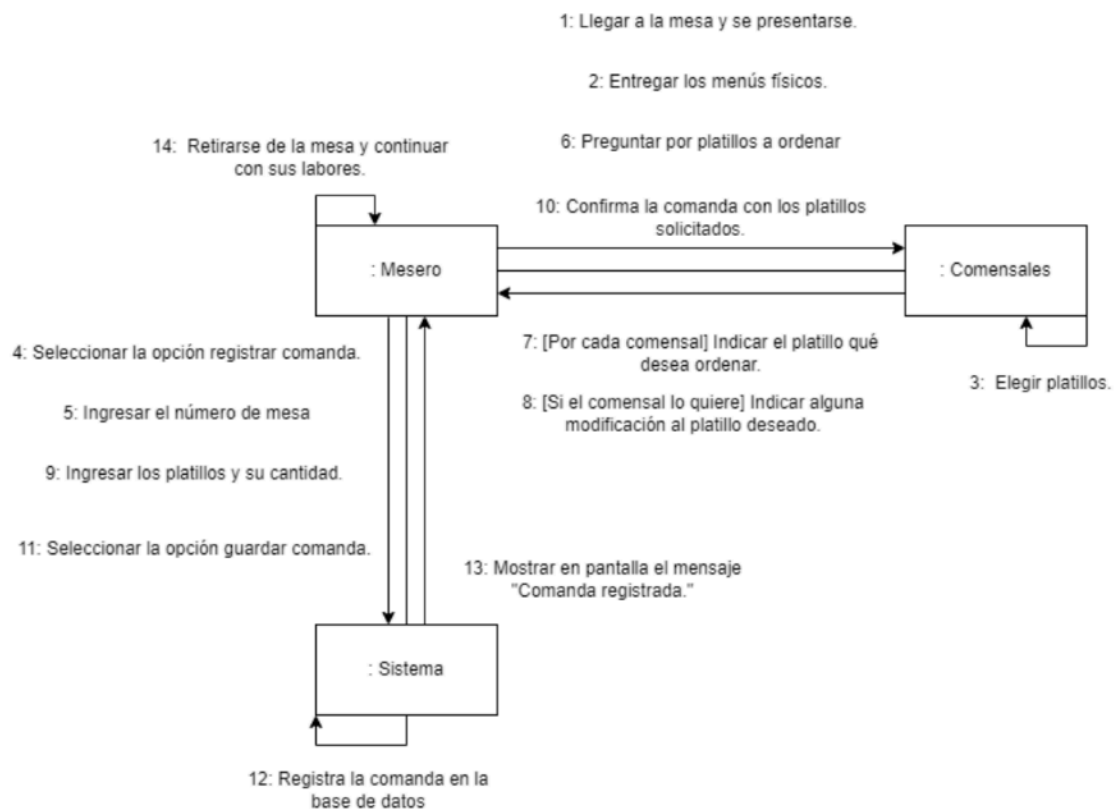 1: Llegar a la mesa y se presentarse.
2: Entregar los menús físicos.
14: Retirarse de la mesa y continuar
con sus labores.
6: Preguntar por platillos a ordenar
10: Confirma la comanda con los platillos
solicitados.
: Mesero
: Comensales
4: Seleccionar la opción registrar comanda.
7: [Por cada comensal] Indicar el platillo qué
desea ordenar.
3: Elegir platillos.
5: Ingresar el número de mesa
8: [Si el comensal lo quiere] Indicar alguna
modificación al platillo deseado.
9: Ingresar los platillos y su cantidad.
11: Seleccionar la opción guardar comanda.
13: Mostrar en pantalla el mensaje
"Comanda registrada."
: Sistema
12: Registra la comanda en la
base de datos